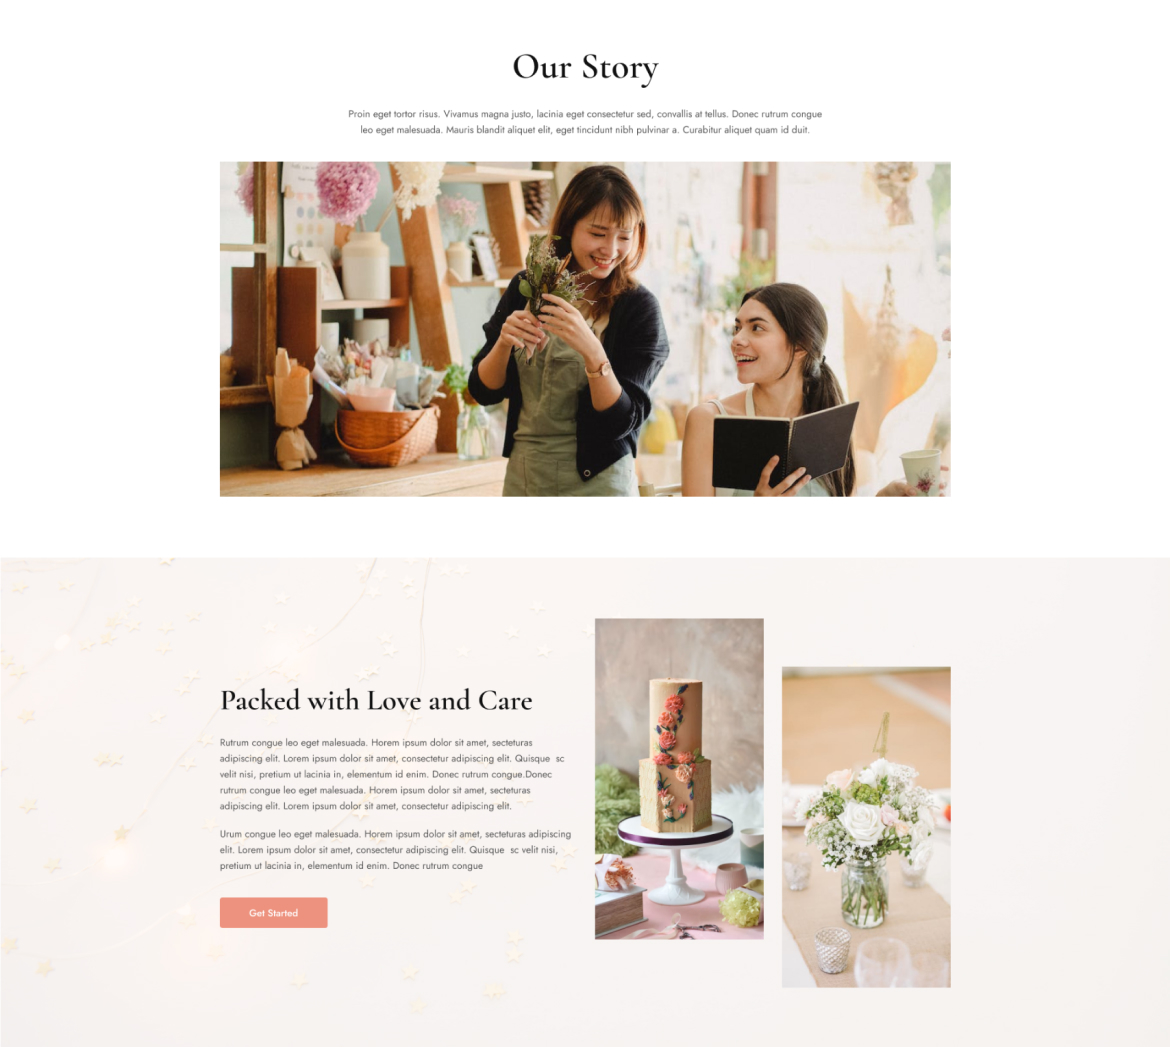 Our Story
Proin eget tortor risus. Vivamus magna justo, lacinia eget consectetur sed, convallis at tellus. Donec rutrum congue
leo eget malesuada. Mauris blandit aliquet elit, eget tincidunt nibh pulvinar a. Curabitur aliquet quam id duit.
Packed with Love and Care
Rutrum congue leo eget malesuada. Horem ipsum dolor sit amet, secteturas
adipiscing elit. Lorem ipsum dolor sit amet, consectetur adipiscing elit. Quisque sc
velit nisi, pretium ut lacinia in, elementum id enim. Donec rutrum congue.Donec
rutrum congue leo eget malesuada. Horem ipsum dolor sit amet, secteturas
adipiscing elit. Lorem ipsum dolor sit amet, consectetur adipiscing elit.
Urum congue leo eget malesuada. Horem ipsum dolor sit amet, secteturas adipiscing
elit. Lorem ipsum dolor sit amet, consectetur adipiscing elit. Quisque sc velit nisi,
pretium ut lacinia in, elementum id enim. Donec rutrum congue
Get Started